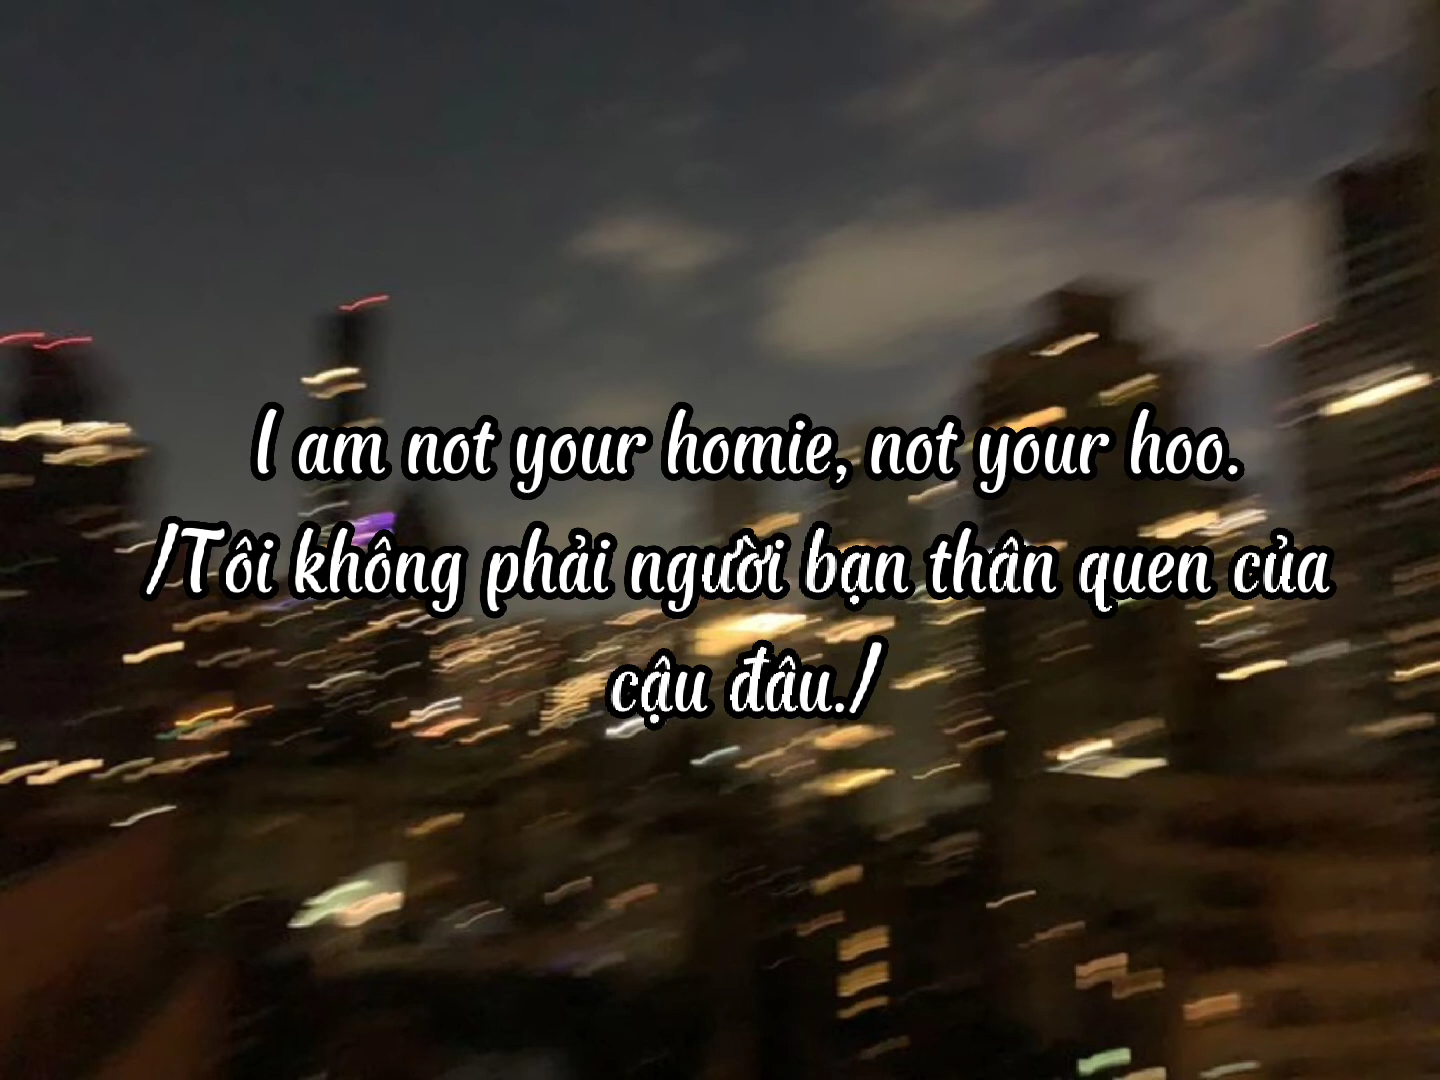 I am not your homie, not your hoo.
/Tôi không phải người bạn thân quen của
cậu đâu./